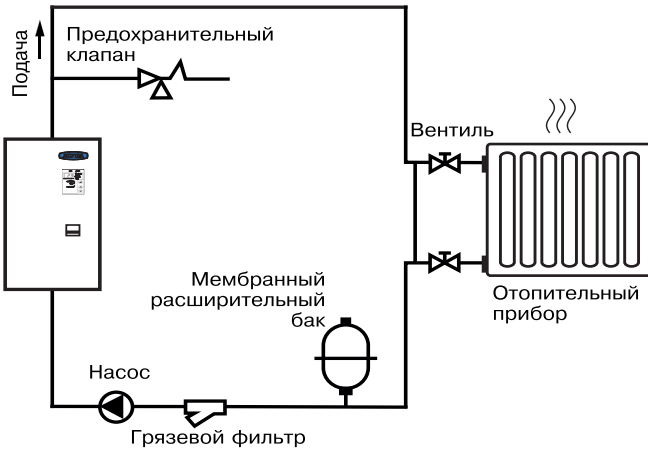 Подача
Предохранительный
клапан
Вентиль
Мембранный
расширительный
бак
Отопительный
прибор
Насос
Грязевой фильтр